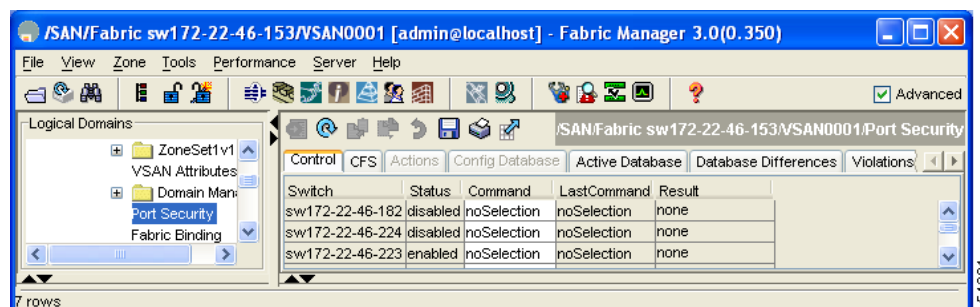 /SAN/Fabric sw172-22-46-153/VSAN0001 [admin@localhost] - Fabric Manager 3.0(0.350)
File View Zone Tools Performance Server Help
Advanced
Logical Domains
ZoneSet1v1
VSAN Attributes
Domain Man
Port Security
Fabric Binding
/SAN/Fabric sw172-22-46-153/VSAN0001/Port Security
Control CFS Actions Config Database Active Database Database Differences Violations
Switch Status Command LastCommand Result
sw172-22-46-182 disabled noSelection noSelection none
sw172-22-46-224 disabled noSelection noSelection none
sw172-22-46-223 enabled noSelection noSelection none
7 rows